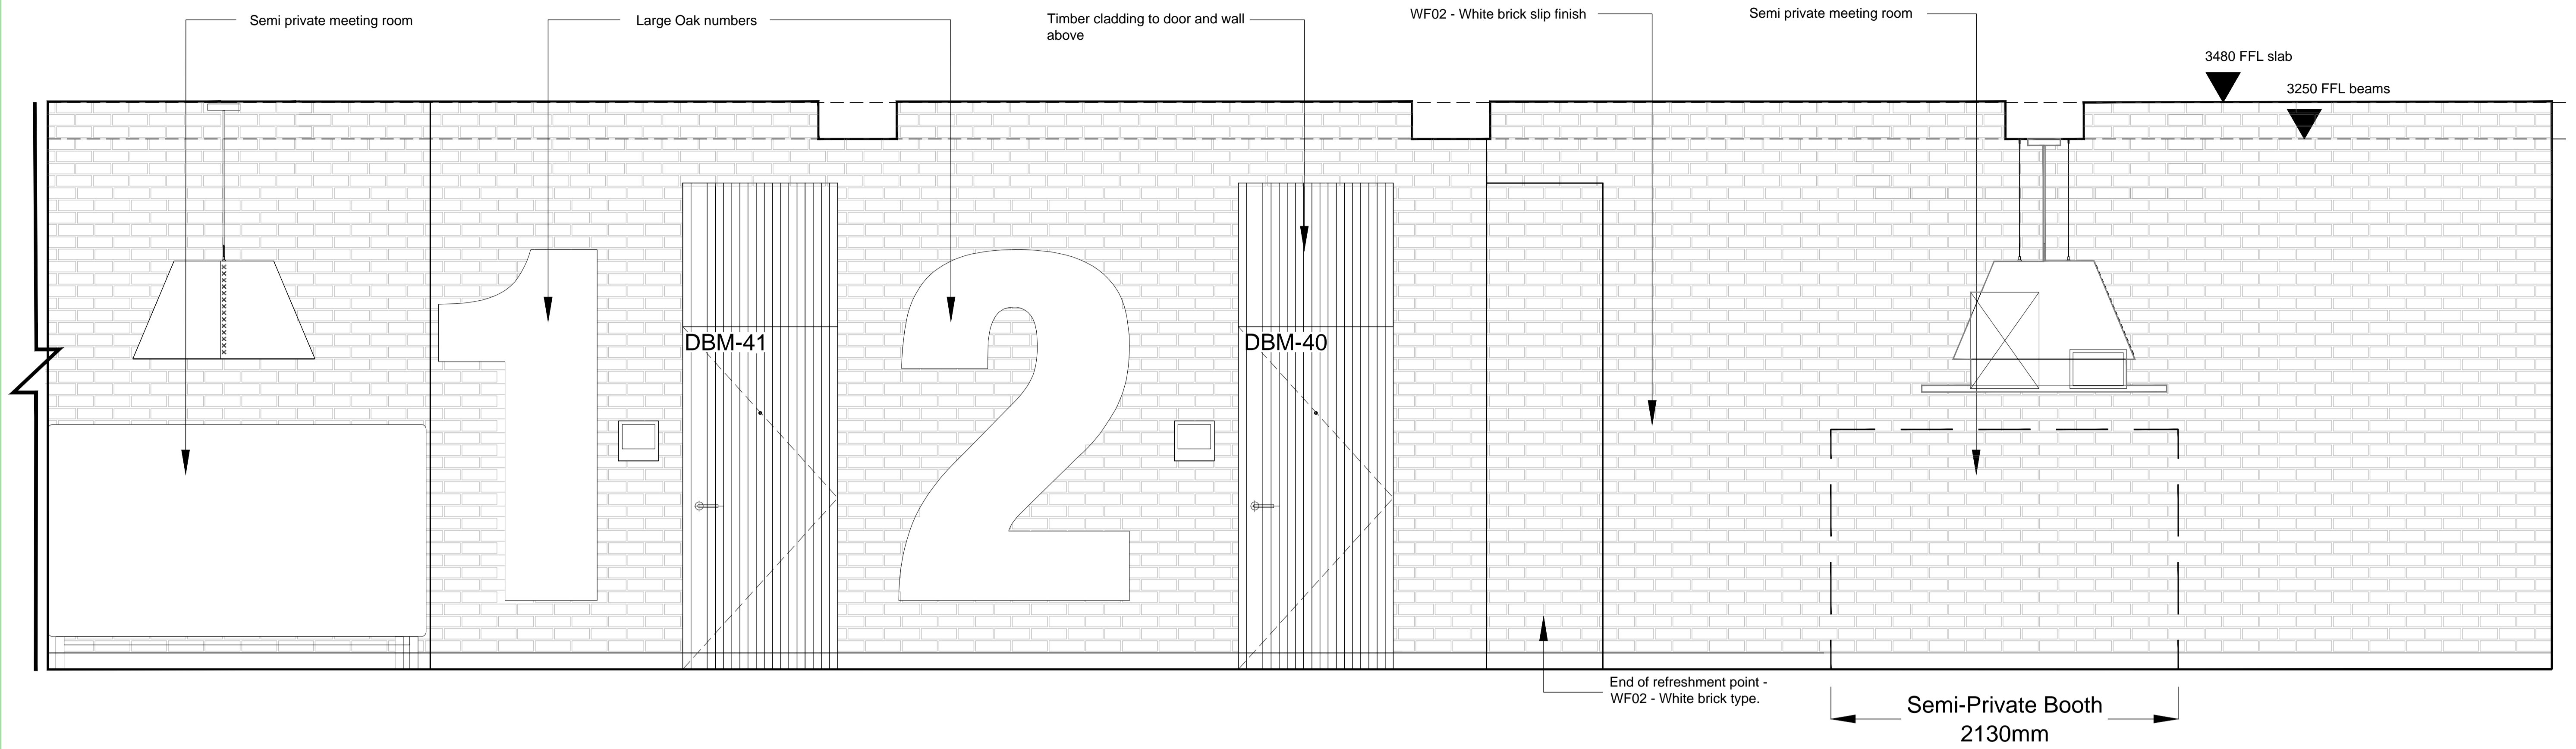 Semi private meeting room
Large Oak numbers
Timber cladding to door and wall
above
WF02 - White brick slip finish
Semi private meeting room
3480 FFL slab
3250 FFL beams
1
2
DBM-41
DBM-40
End of refreshment point -
WF02 - White brick type.
Semi-Private Booth
2130mm